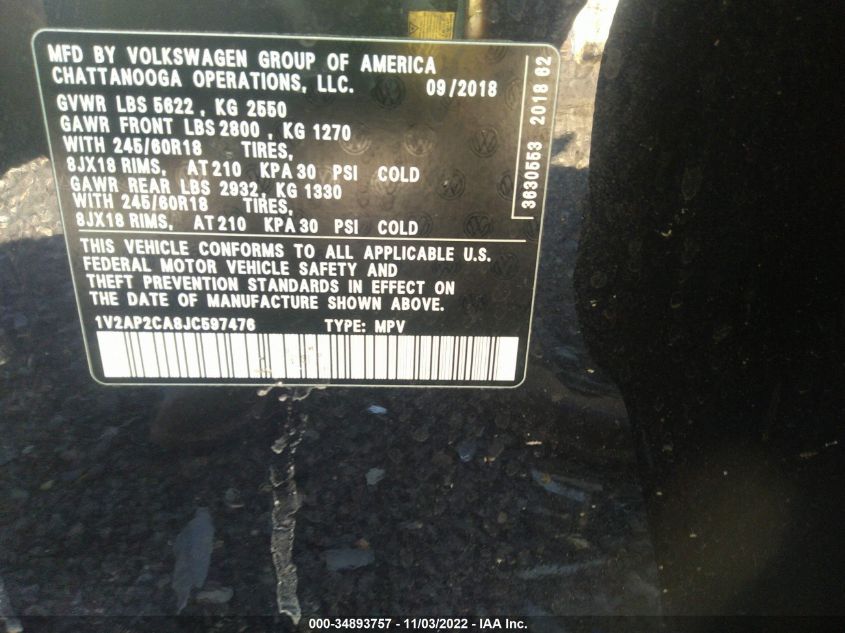 MFD BY VOLKSWAGEN GROUP OF AMERICA
CHATTANOOGA OPERATIONS, LLC. 09/2018
GVWR LBS 5622 , KG 2550
GAWR FRONT LBS 2800 , KG 1270
WITH 245/60R18 TIRES,
8JX18 RIMS, AT 210 KPA 30 PSI COLD
GAWR REAR LBS 2932, KG 1330
WITH 245/60R18 TIRES,
8JX18 RIMS, AT 210 KPA 30 PSI COLD
3630553 2018 62
THIS VEHICLE CONFORMS TO ALL APPLICABLE U.S.
FEDERAL MOTOR VEHICLE SAFETY AND
THEFT PREVENTION STANDARDS IN EFFECT ON
THE DATE OF MANUFACTURE SHOWN ABOVE.
1V2AP2CA8JC597476 TYPE: MPV
000-34893757 - 11/03/2022 - IAA Inc.